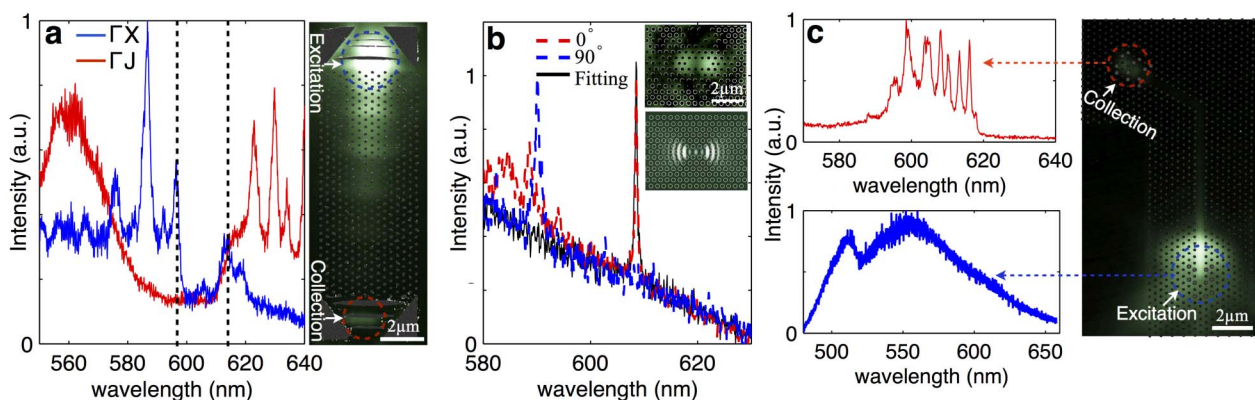 a
ΓX
ΓJ
Intensity (a.u.)
1
0
560
580
600
620
640
wavelength (nm)
Excitation
Collection
2μm
b
0°
90°
Fitting
Intensity (a.u.)
1
0
580
600
620
wavelength (nm)
2μm
c
Intensity (a.u.)
1
0
580
600
620
640
wavelength (nm)
Intensity (a.u.)
1
0
480
500
550
600
650
wavelength (nm)
Collection
Excitation
2μm